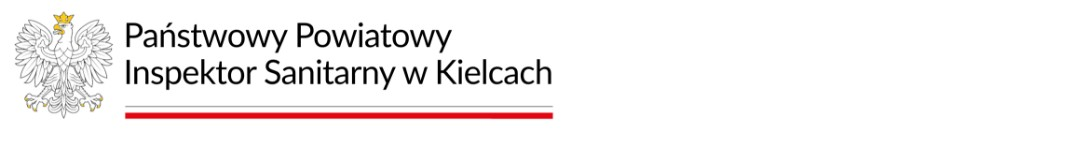 Państwowy Powiatowy
Inspektor Sanitarny w Kielcach